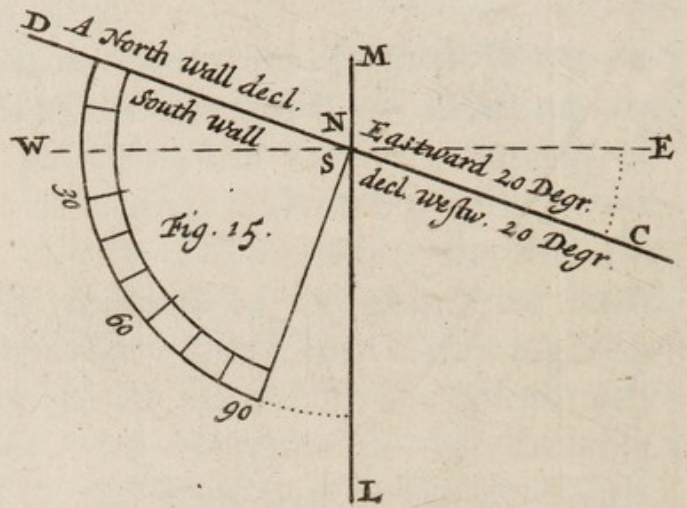 D A North Wall decl. Eastward 20 Degr.
South Wall decl. Weſtw. 20 Degr.
M
N
W
E
S
C
30
Fig. 15.
60
90
L